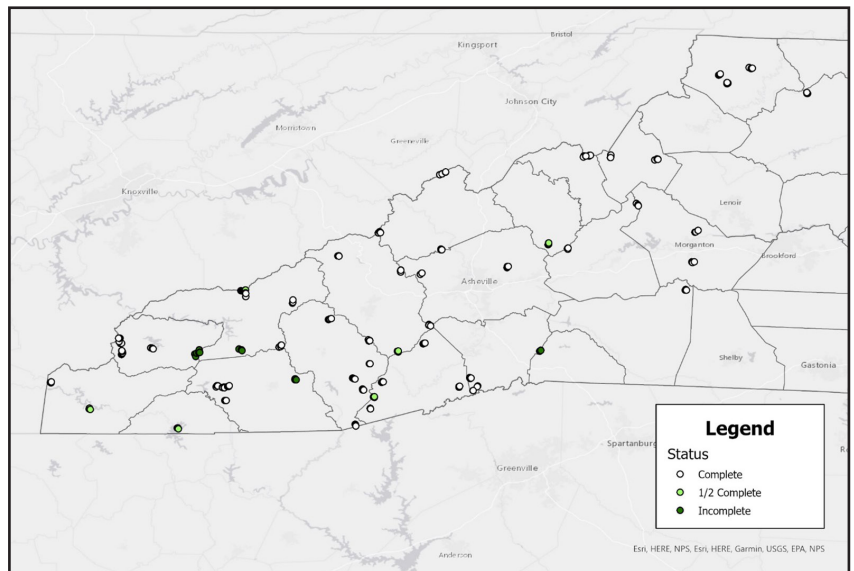 Bristol
Kingsport
Johnson City
Morristown
Greeneville
Knoxville
Lenoir
Morganton
Brookford
Asheville
Shelby
Gastonia
Spartanburg
Greenville
Anderson
Legend
Status
Complete
1/2 Complete
Incomplete
Esri, HERE, NPS, Esri, HERE, Garmin, USGS, EPA, NPS